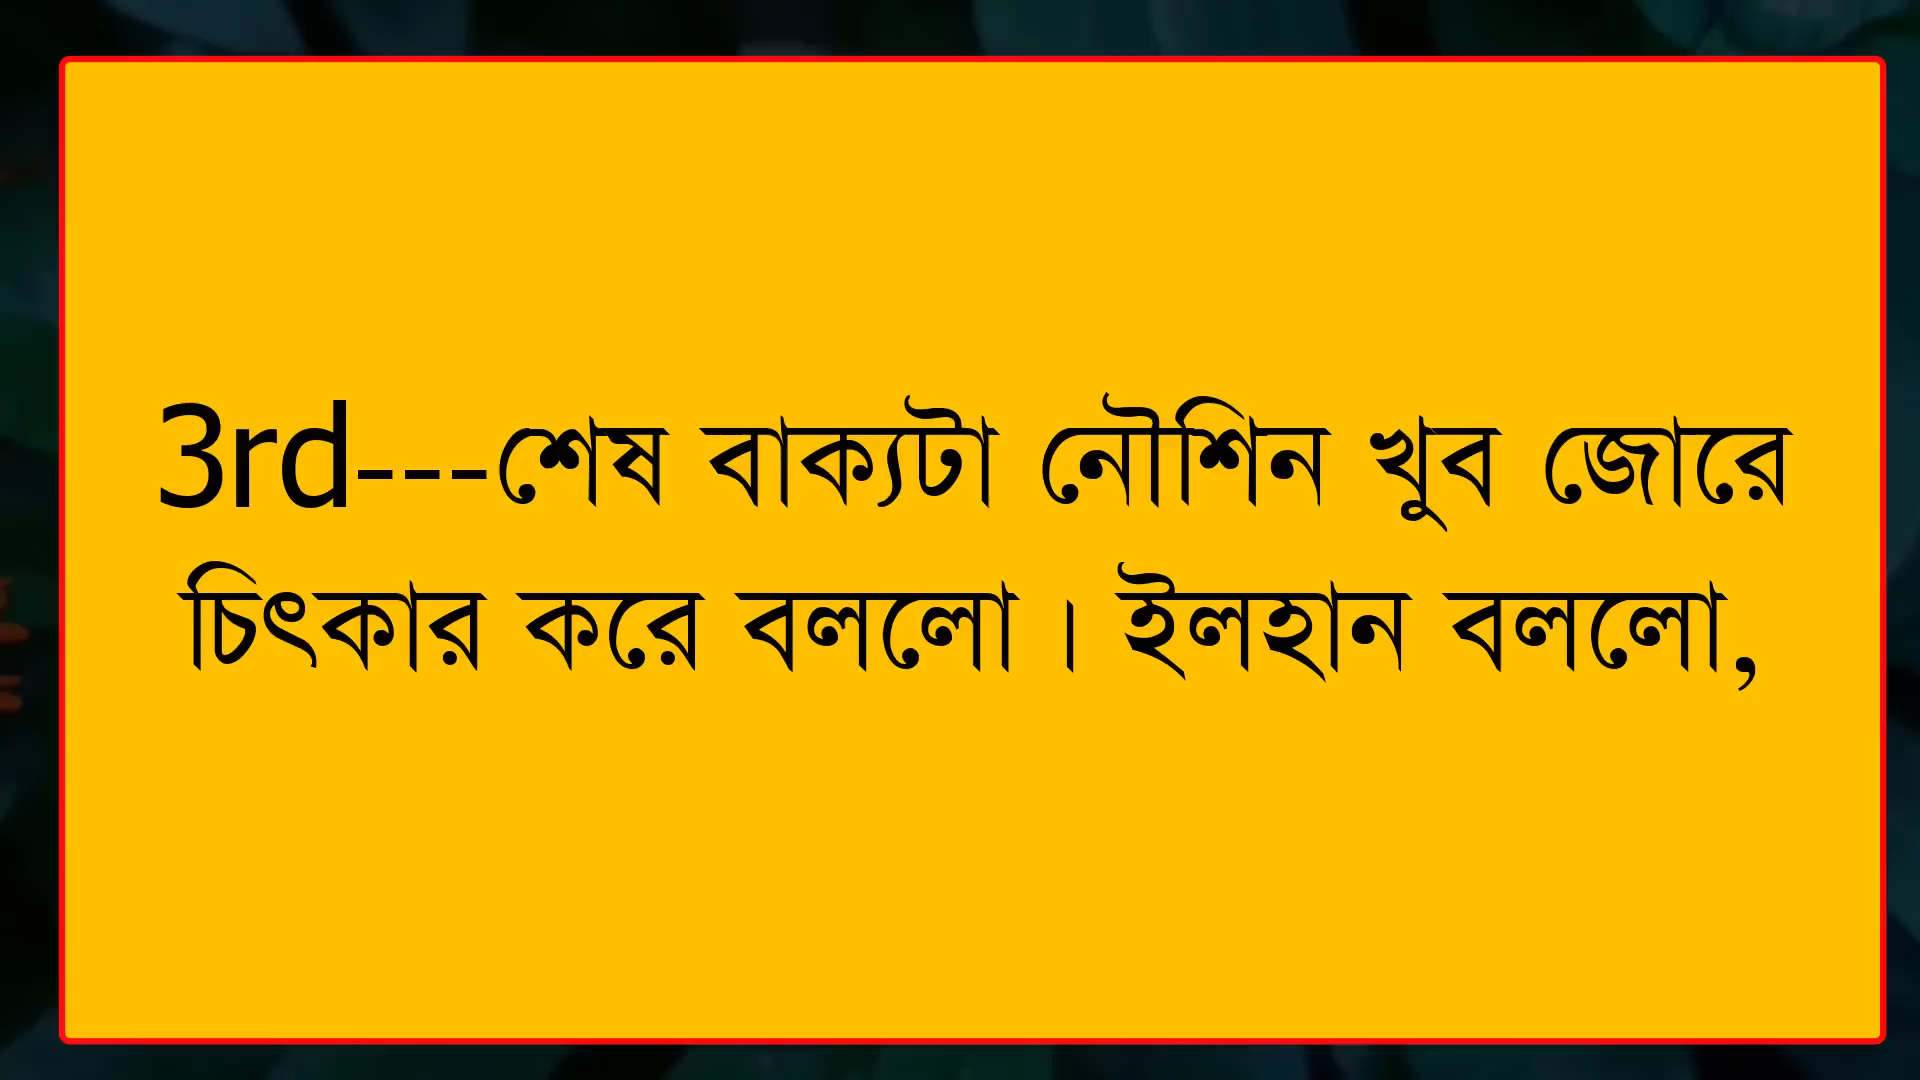 3rd---শেষ বাক্যটা নৌশিন খুব জোরে
চিৎকার করে বললো। ইলহান বললো,